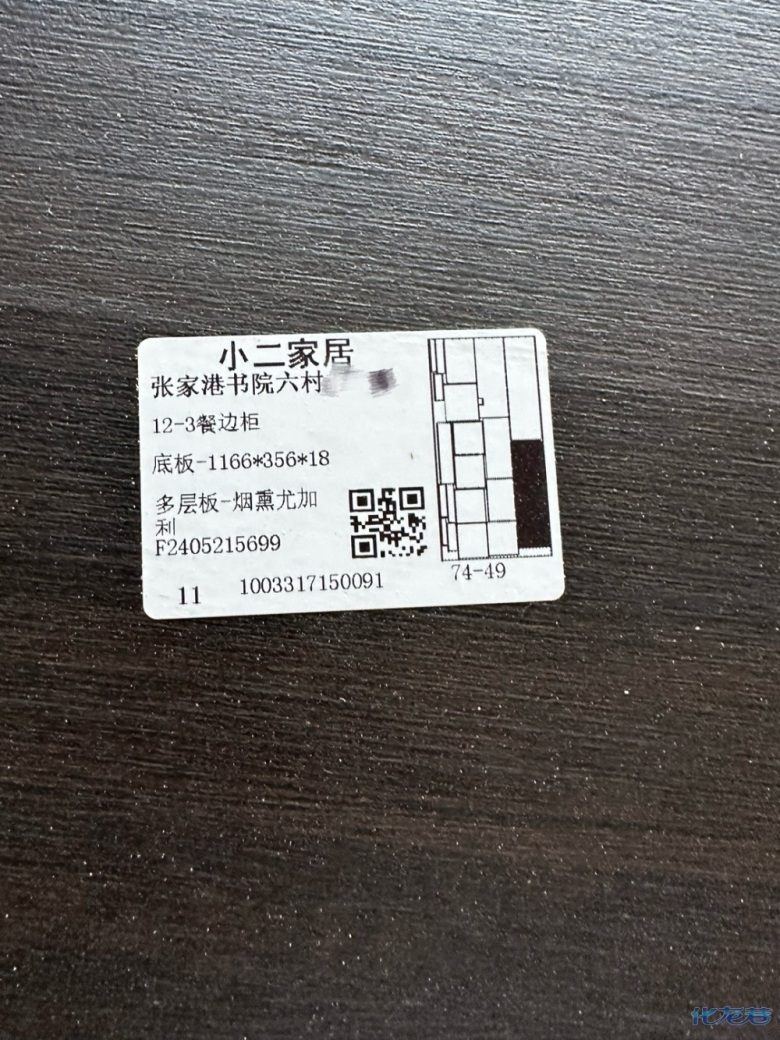 小二家居
张家港书院六村
12-3餐边柜
底板-1166*356*18
多层板-烟熏尤加
利
F2405215699
11
1003317150091
74-49